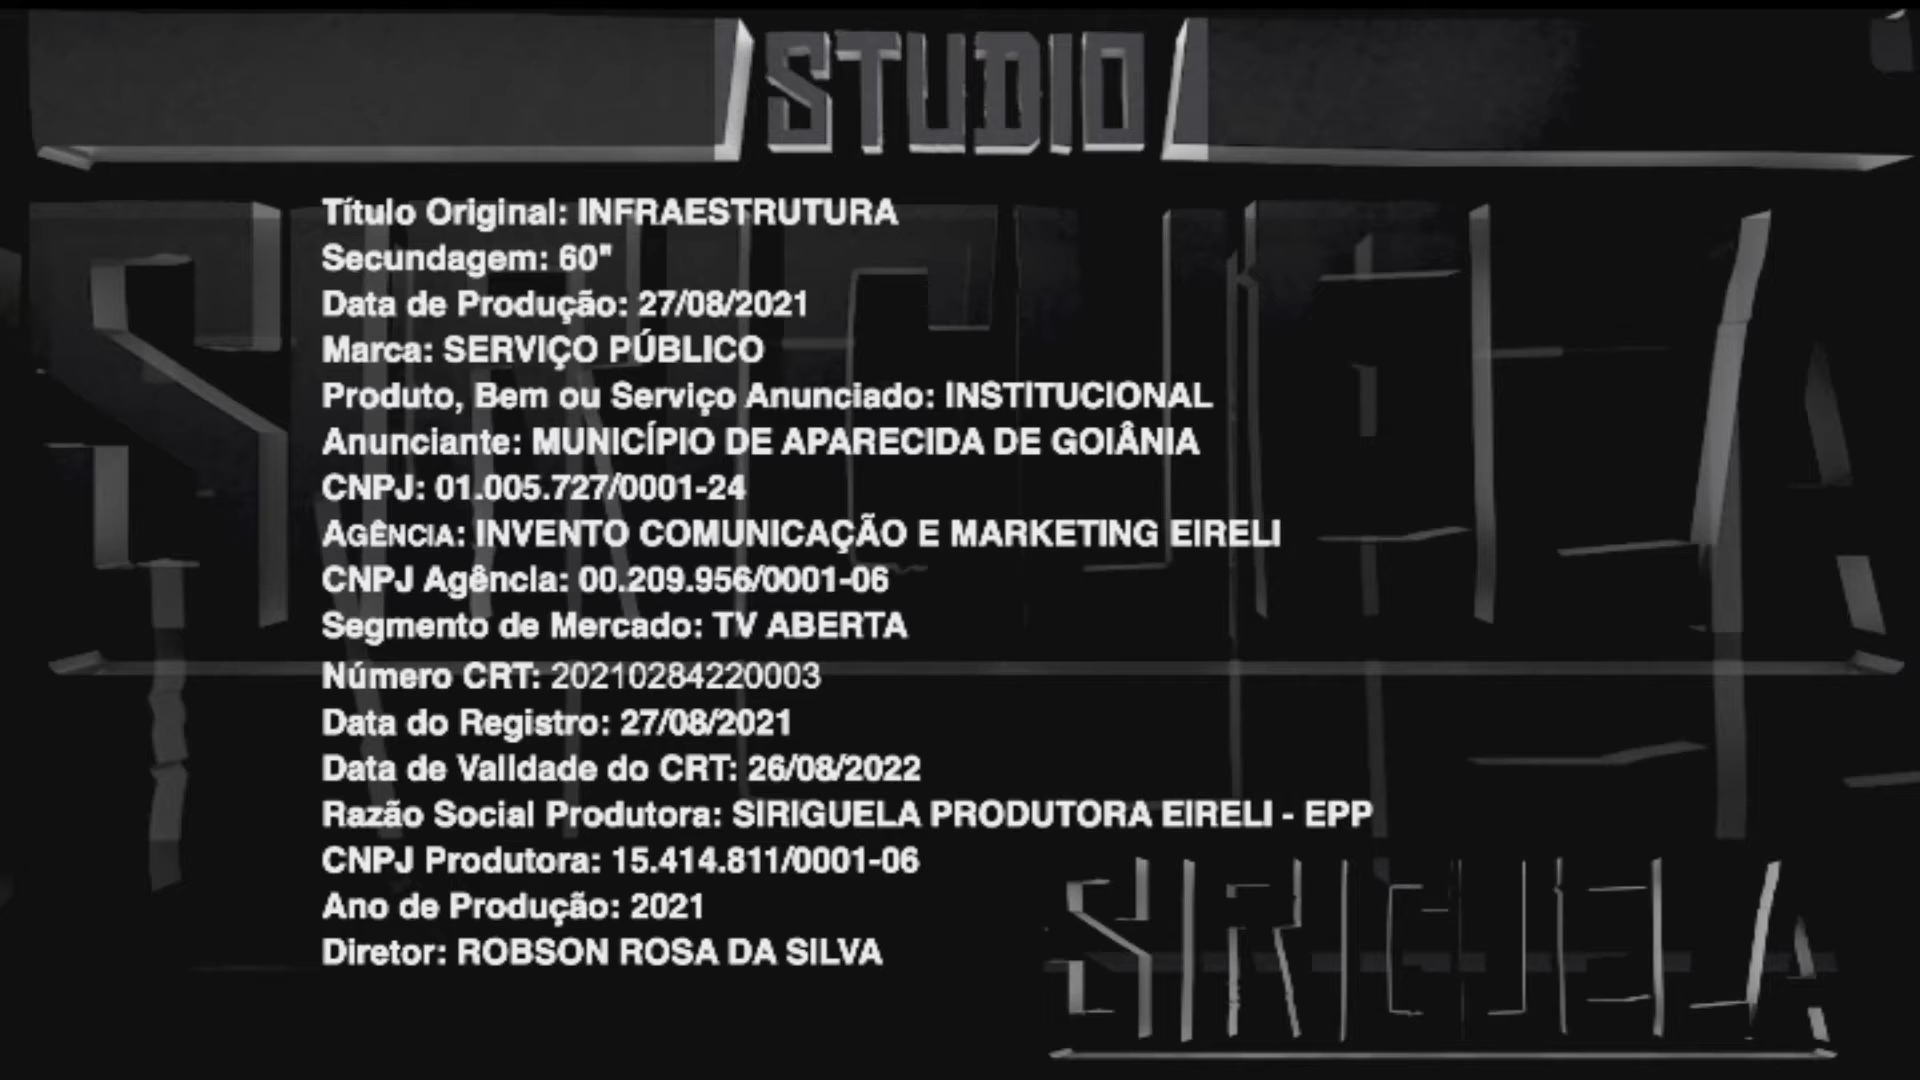 STUDIO
Título Original: INFRAESTRUTURA
Secundagem: 60"
Data de Produção: 27/08/2021
Marca: SERVIÇO PÚBLICO
Produto, Bem ou Serviço Anunciado: INSTITUCIONAL
Anunciante: MUNICÍPIO DE APARECIDA DE GOIÂNIA
CNPJ: 01.005.727/0001-24
AGÊNCIA: INVENTO COMUNICAÇÃO E MARKETING EIRELI
CNPJ Agência: 00.209.956/0001-06
Segmento de Mercado: TV ABERTA
Número CRT: 20210284220003
Data do Registro: 27/08/2021
Data de Validade do CRT: 26/08/2022
Razão Social Produtora: SIRIGUELA PRODUTORA EIRELI - EPP
CNPJ Produtora: 15.414.811/0001-06
Ano de Produção: 2021
Diretor: ROBSON ROSA DA SILVA
SIRIGUELA